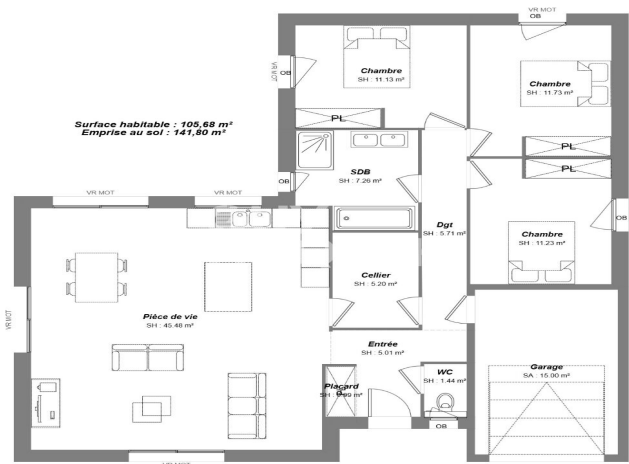 VR MOT
OB
VR MOT
OB
Chambre
SH : 11.13 m²
PL
Chambre
SH : 11.73 m²
PL
Surface habitable : 105,68 m²
Emprise au sol : 141,80 m²
SDB
SH : 7.26 m²
OB
PL
VR MOT
VR MOT
Dgt
SH : 5.71 m²
Chambre
SH : 11.23 m²
OB
Cellier
SH : 5.20 m²
VR MOT
Pièce de vie
SH : 45.48 m²
Entrée
SH : 5.01 m²
WC
SH : 1.44 m²
Placard
Garage
SA : 15.00 m²
OB
VR MOT